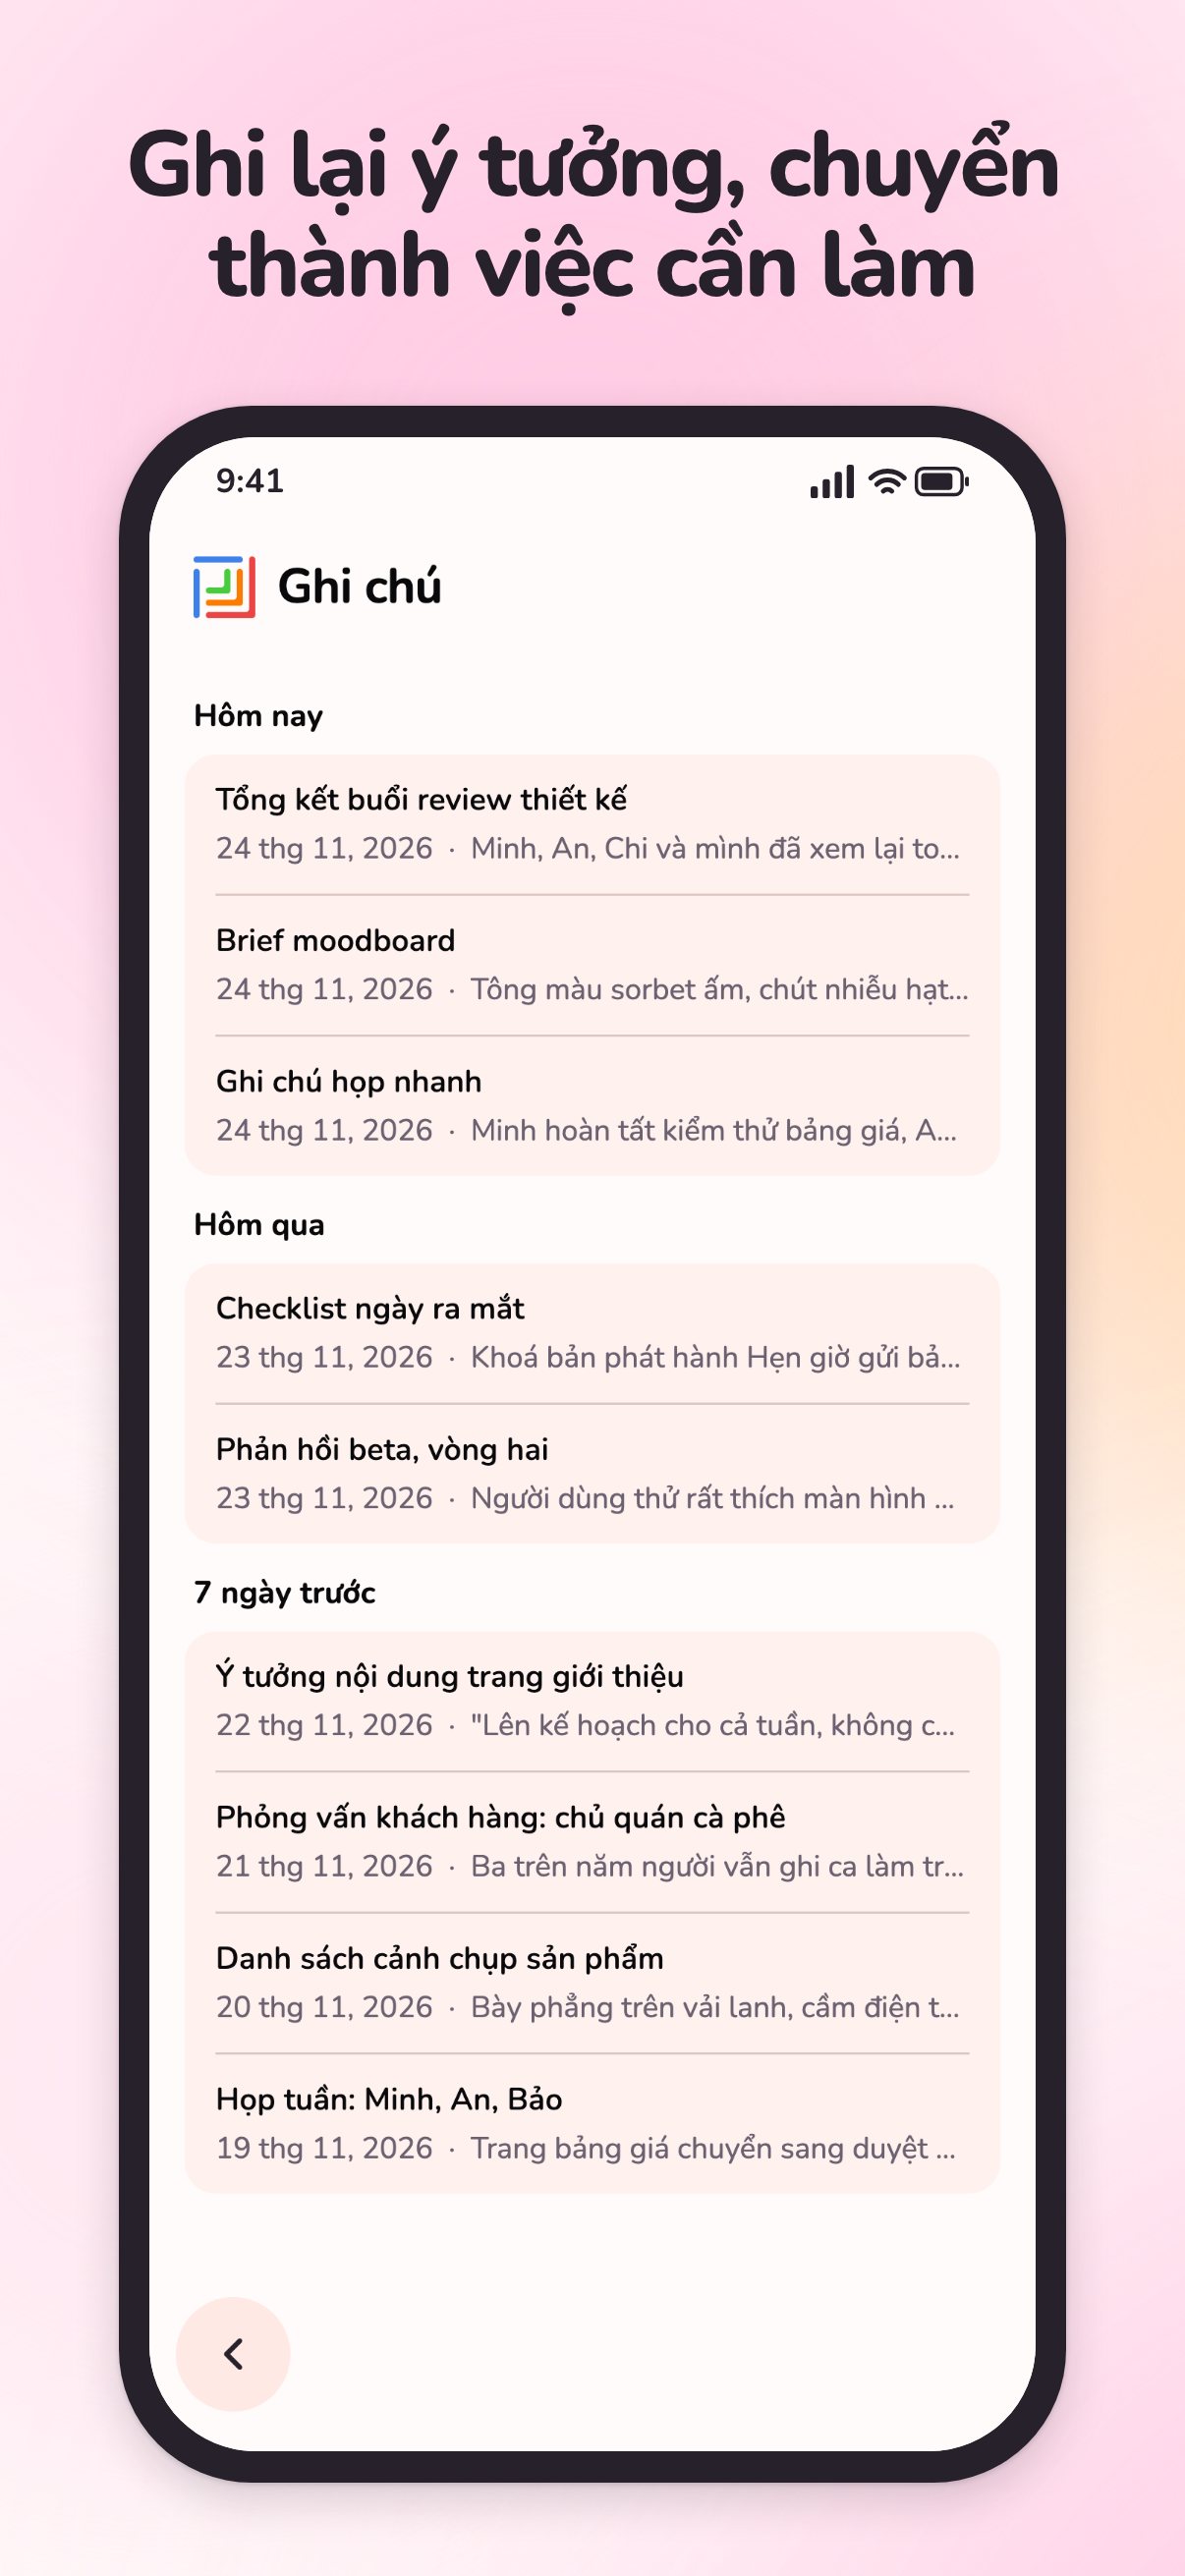 Ghi lại ý tưởng, chuyển
thành việc cần làm
9:41
Ghi chú
Hôm nay
Tổng kết buổi review thiết kế
24 thg 11, 2026 · Minh, An, Chi và mình đã xem lại to...
Brief moodboard
24 thg 11, 2026 · Tông màu sorbet ấm, chút nhiễu hạt...
Ghi chú họp nhanh
24 thg 11, 2026 · Minh hoàn tất kiểm thử bảng giá, A...
Hôm qua
Checklist ngày ra mắt
23 thg 11, 2026 · Khoá bản phát hành Hẹn giờ gửi bả...
Phản hồi beta, vòng hai
23 thg 11, 2026 · Người dùng thử rất thích màn hình ...
7 ngày trước
Ý tưởng nội dung trang giới thiệu
22 thg 11, 2026 · "Lên kế hoạch cho cả tuần, không c...
Phỏng vấn khách hàng: chủ quán cà phê
21 thg 11, 2026 · Ba trên năm người vẫn ghi ca làm tr...
Danh sách cảnh chụp sản phẩm
20 thg 11, 2026 · Bày phẳng trên vải lanh, cầm điện t...
Họp tuần: Minh, An, Bảo
19 thg 11, 2026 · Trang bảng giá chuyển sang duyệt ...